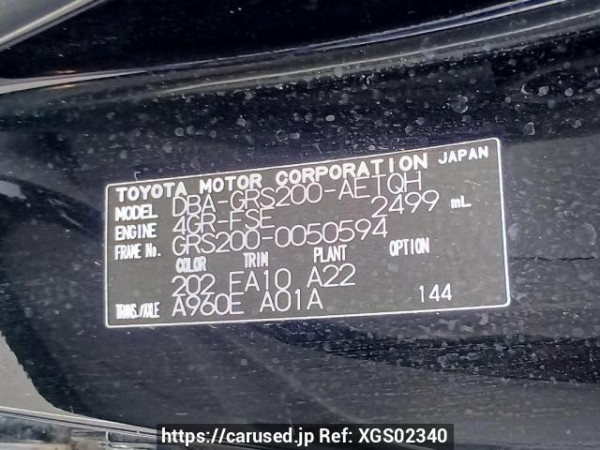 TOYOTA MOTOR CORPORATION JAPAN
MODEL DBA-GRS200-AETQH
ENGINE 4GR-FSE 2499 mL
FRAME No. GRS200-0050594
COLOR TRIM PLANT OPTION
202 FA10 A22
TRANS./AXLE A960E A01A 144
https://carused.jp Ref: XGS02340